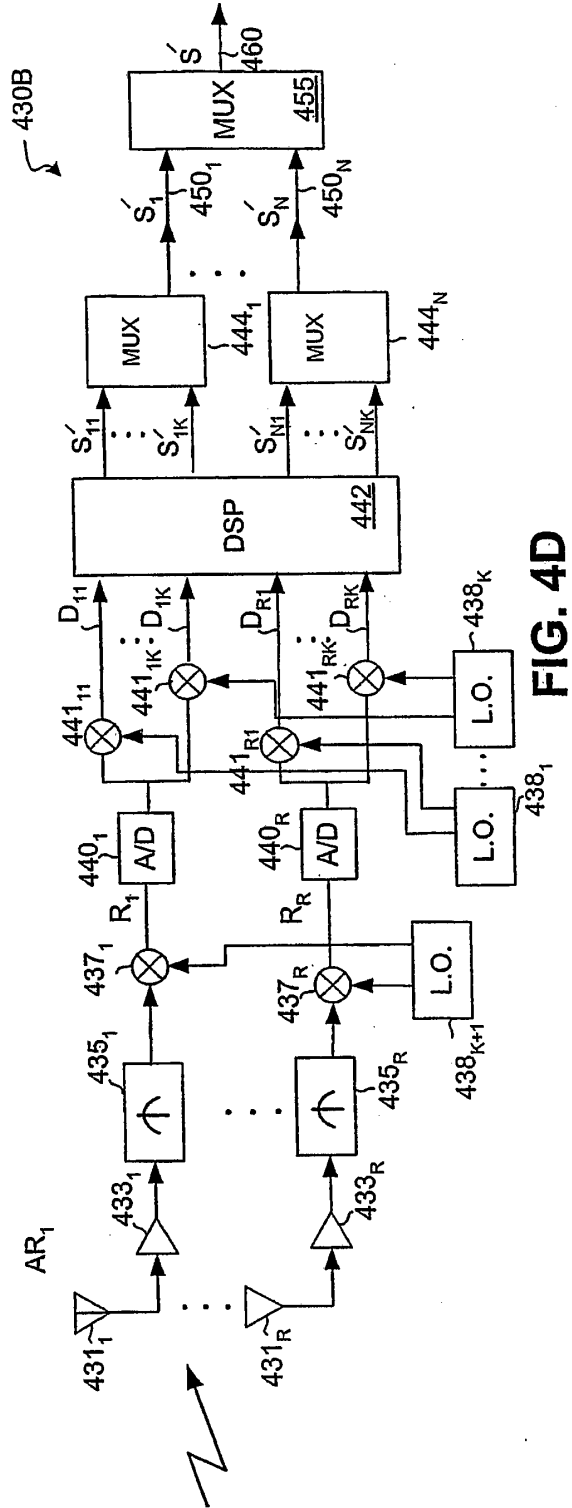 430B
AR₁
431₁
431R
433₁
433R
435₁
435R
437₁
437R
R₁
RR
L.O.
438K+1
440₁
A/D
440R
A/D
441₁₁
441₁K
441R1
441RK
L.O.
438₁
L.O.
438K
D₁₁
D₁K
DR1
DRK
DSP
442
S'₁₁
S'₁K
S'N1
S'NK
MUX
444₁
MUX
444N
S'₁
450₁
S'N
450N
MUX
455
S'
460
FIG. 4D